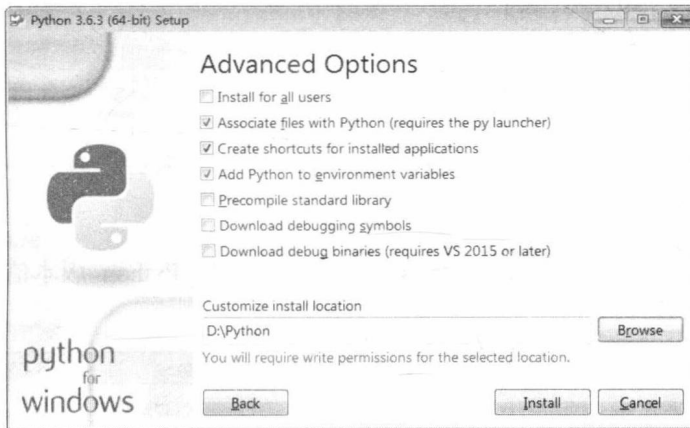 Python 3.6.3 (64-bit) Setup
Advanced Options
Install for all users
Associate files with Python (requires the py launcher)
Create shortcuts for installed applications
Add Python to environment variables
Precompile standard library
Download debugging symbols
Download debug binaries (requires VS 2015 or later)
Customize install location
D:\Python
Browse
You will require write permissions for the selected location.
python
for
windows
Back
Install
Cancel